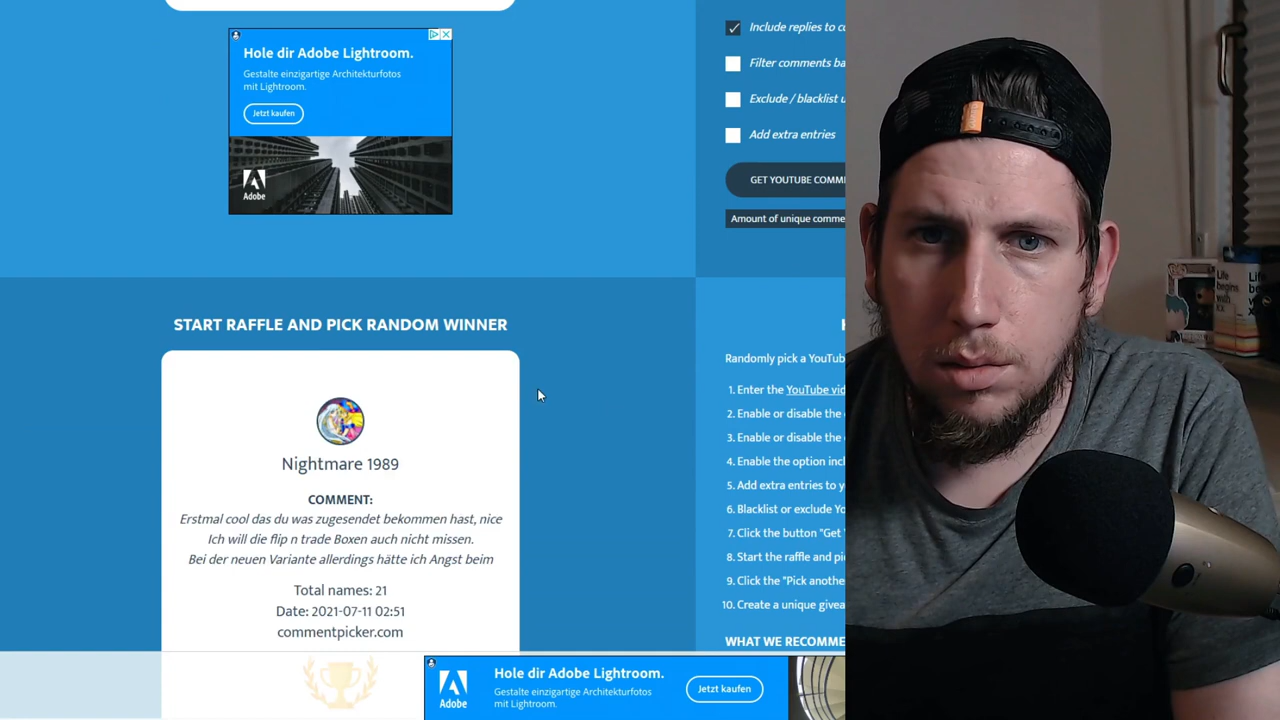 Hole dir Adobe Lightroom.
Gestalte einzigartige Architekturfotos
mit Lightroom.
Jetzt kaufen
Adobe
Include replies to c
Filter comments ba
Exclude / blacklist u
Add extra entries
GET YOUTUBE COMM
Amount of unique comme
START RAFFLE AND PICK RANDOM WINNER
Nightmare 1989
COMMENT:
Erstmal cool das du was zugesendet bekommen hast, nice
Ich will die flip n trade Boxen auch nicht missen.
Bei der neuen Variante allerdings hätte ich Angst beim
Total names: 21
Date: 2021-07-11 02:51
commentpicker.com
Randomly pick a YouTub
1. Enter the YouTube vid
2. Enable or disable the
3. Enable or disable the
4. Enable the option incl
5. Add extra entries to y
6. Blacklist or exclude Yo
7. Click the button "Get
8. Start the raffle and pi
9. Click the "Pick anothe
10. Create a unique givea
WHAT WE RECOMME
Adobe
Hole dir Adobe Lightroom.
Gestalte einzigartige Architekturfotos
mit Lightroom.
Jetzt kaufen
Life
begins
with